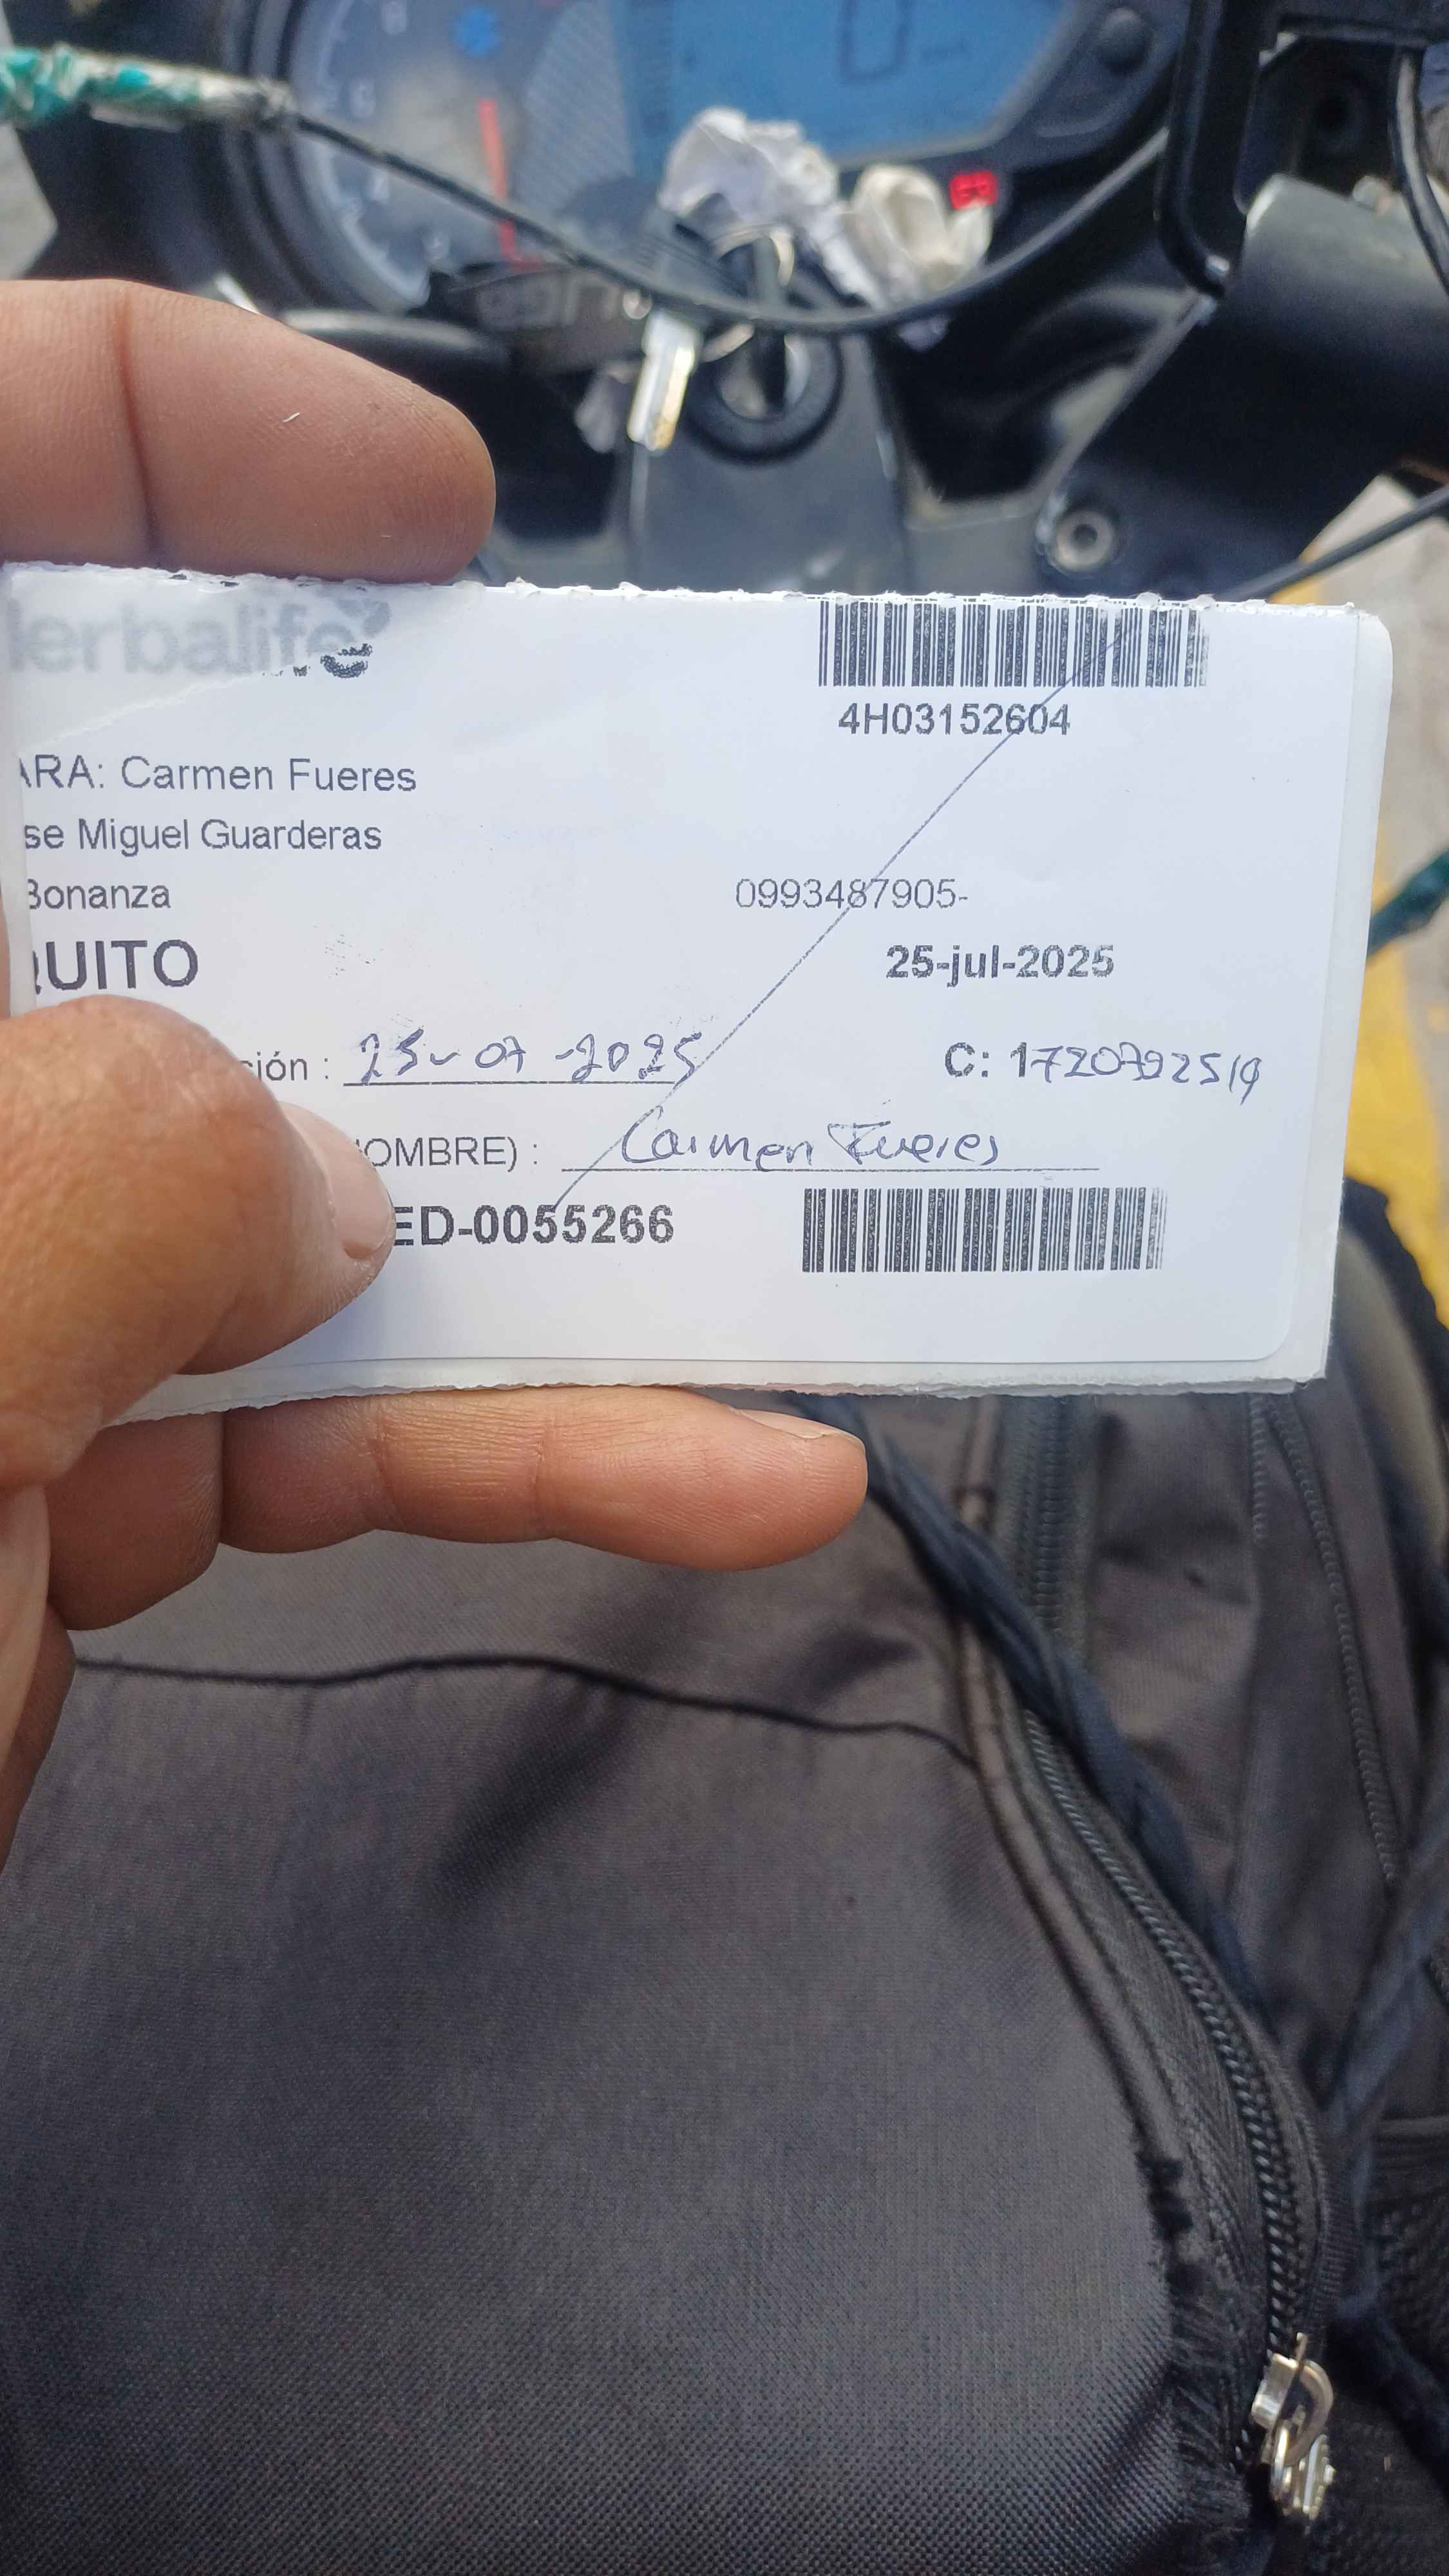 erbalife
4H03152604
ARA: Carmen Fueres
se Miguel Guarderas
Bonanza 0993487905-
QUITO 25-jul-2025
ción : 25-07-2025 C: 1720792519
OMBRE) : Carmen Fueres
ED-0055266